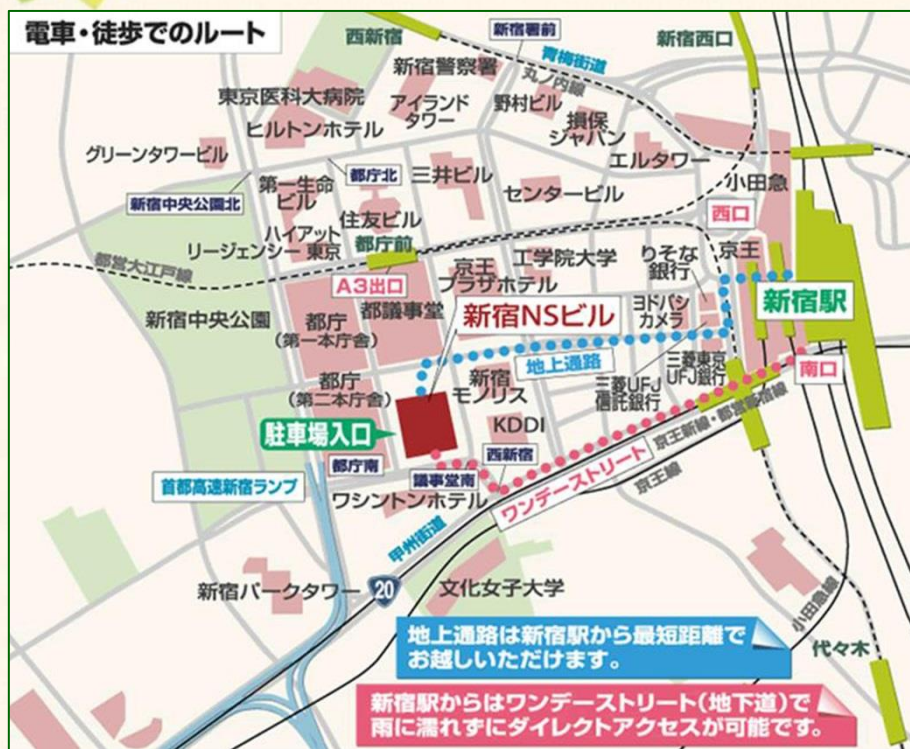 電車・徒歩でのルート
西新宿
新宿署前
青梅街道
新宿西口
新宿警察署
丸ノ内線
東京医科大病院
アイランド
タワー
野村ビル
損保
ジャパン
ヒルトンホテル
グリーンタワービル
エルタワー
都庁北
三井ビル
小田急
新宿中央公園北
第一生命
ビル
センタービル
住友ビル
西口
ハイアット
リージェンシー東京
都庁前
工学院大学
りそな
銀行
京王
都営大江戸線
A3出口
京王
プラザホテル
新宿駅
新宿中央公園
都庁
(第一本庁舎)
都議事堂
新宿NSビル
ヨドバシ
カメラ
地上通路
三菱東京
UFJ銀行
南口
都庁
(第二本庁舎)
新宿
モノリス
三菱UFJ
信託銀行
駐車場入口
KDDI
京王新線・都営新宿線
都庁南
西新宿
議事堂南
ワンデーストリート
京王線
首都高速新宿ランプ
ワシントンホテル
甲州街道
新宿パークタワー
20
文化女子大学
小田急線
代々木
地上通路は新宿駅から最短距離で
お越しいただけます。
新宿駅からはワンデーストリート(地下道)で
雨に濡れずにダイレクトアクセスが可能です。